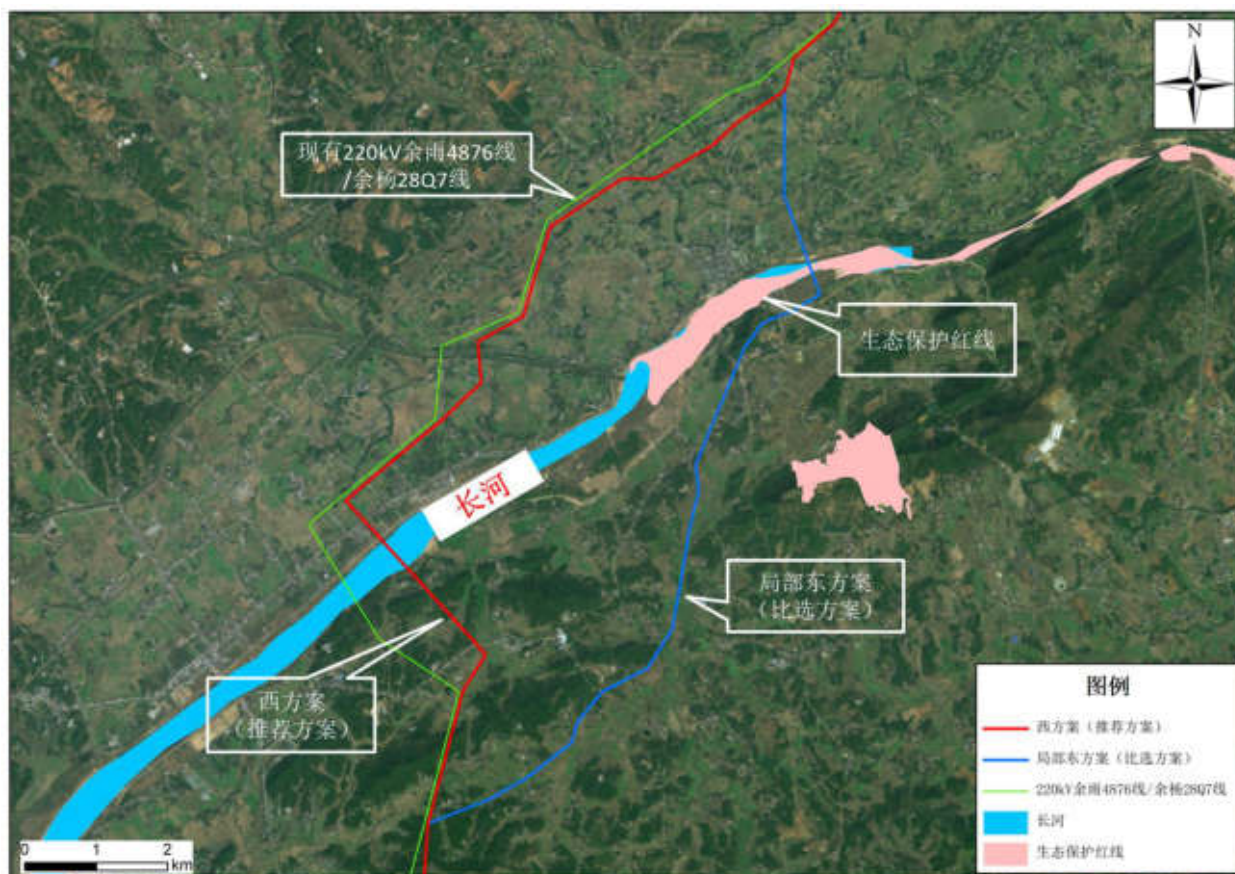 N
现有220kV余雨4876线
/余杨28Q7线
生态保护红线
长河
局部东方案
（比选方案）
西方案
（推荐方案）
图例
西方案（推荐方案）
局部东方案（比选方案）
220kV余雨4876线/余杨28Q7线
长河
生态保护红线
0 1 2
km